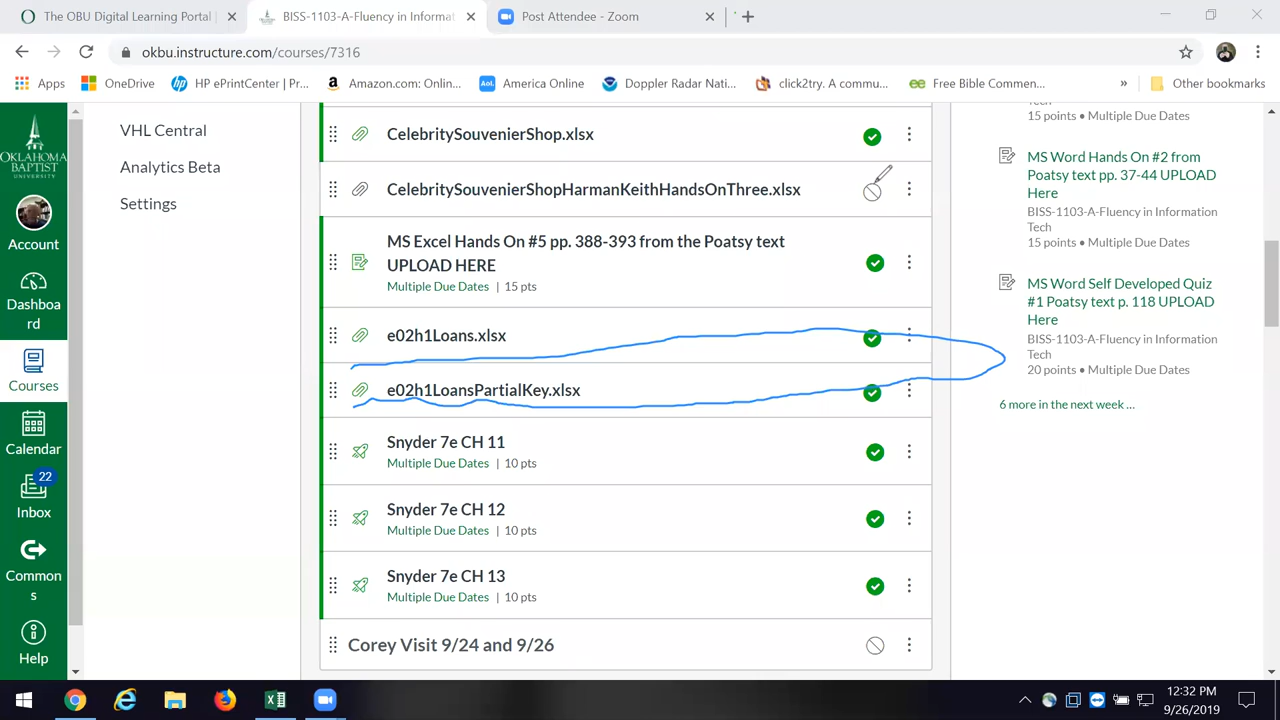 The OBU Digital Learning Portal |
BISS-1103-A-Fluency in Informat
Post Attendee - Zoom
okbu.instructure.com/courses/7316
Apps
OneDrive
HP ePrintCenter | Pr...
Amazon.com: Onlin...
Aol.
America Online
Doppler Radar Nati...
click2try. A commu...
Free Bible Commen...
»
Other bookmarks
OKLAHOMA
BAPTIST
UNIVERSITY
Account
Dashboa
rd
Courses
Calendar
22
Inbox
Common
s
Help
VHL Central
Analytics Beta
Settings
CelebritySouvenierShop.xlsx
CelebritySouvenierShopHarmanKeithHandsOnThree.xlsx
MS Excel Hands On #5 pp. 388-393 from the Poatsy text
UPLOAD HERE
Multiple Due Dates | 15 pts
e02h1Loans.xlsx
e02h1LoansPartialKey.xlsx
Snyder 7e CH 11
Multiple Due Dates | 10 pts
Snyder 7e CH 12
Multiple Due Dates | 10 pts
Snyder 7e CH 13
Multiple Due Dates | 10 pts
Corey Visit 9/24 and 9/26
Tech
15 points • Multiple Due Dates
MS Word Hands On #2 from
Poatsy text pp. 37-44 UPLOAD
Here
BISS-1103-A-Fluency in Information
Tech
15 points • Multiple Due Dates
MS Word Self Developed Quiz
#1 Poatsy text p. 118 UPLOAD
Here
BISS-1103-A-Fluency in Information
Tech
20 points • Multiple Due Dates
6 more in the next week ...
12:32 PM
9/26/2019